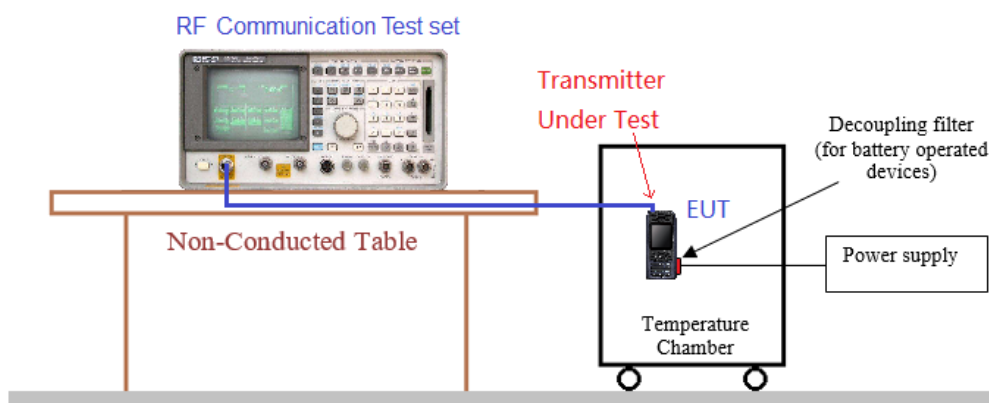 RF Communication Test set
Transmitter
Under Test
Decoupling filter
(for battery operated
devices)
EUT
Non-Conducted Table
Power supply
Temperature
Chamber